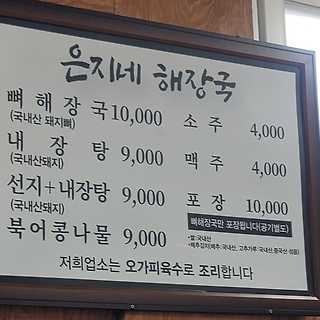 은지네 해장국
뼈해장국 10,000
(국내산 돼지뼈)
내장탕 9,000
(국내산돼지)
선지+내장탕 9,000
(국내산돼지)
북어콩나물 9,000
소주 4,000
맥주 4,000
포장 10,000
뼈해장국만 포장됩니다(공기별도)
*쌀:국내산
*배추김치(배추:국내산, 고추가루:국내산.중국산-섞음)
저희업소는 오가피육수로 조리합니다